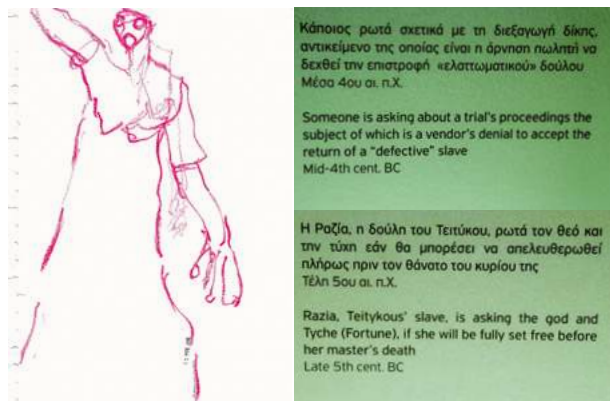 Κάποιος ρωτά σχετικά με τη διεξαγωγή δίκης,
αντικείμενο της οποίας είναι η άρνηση πωλητή να
δεχθεί την επιστροφή «ελαττωματικού» δούλου
Μέσα 4ου αι. π.Χ.
Someone is asking about a trial's proceedings the
subject of which is a vendor's denial to accept the
return of a "defective" slave
Mid-4th cent. BC
Η Ραζία, η δούλη του Τειτύκου, ρωτά τον θεό και
την τύχη εάν θα μπορέσει να απελευθερωθεί
πλήρως πριν τον θάνατο του κυρίου της
Τέλη 5ου αι. π.Χ.
Razia, Teitykous' slave, is asking the god and
Tyche (Fortune), if she will be fully set free before
her master's death
Late 5th cent. BC